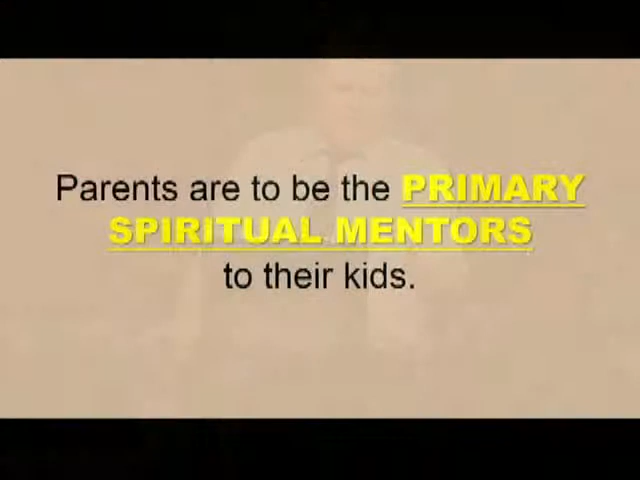 Parents are to be the PRIMARY
SPIRITUAL MENTORS
to their kids.